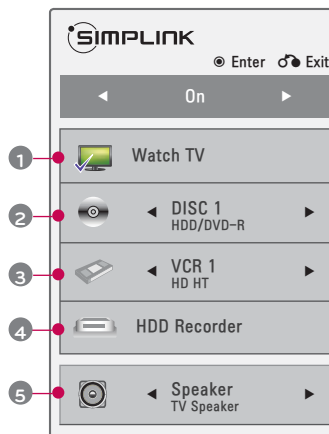 SIMPLINK
Enter Exit
On
1 Watch TV
2 DISC 1
HDD/DVD-R
3 VCR 1
HD HT
4 HDD Recorder
5 Speaker
TV Speaker